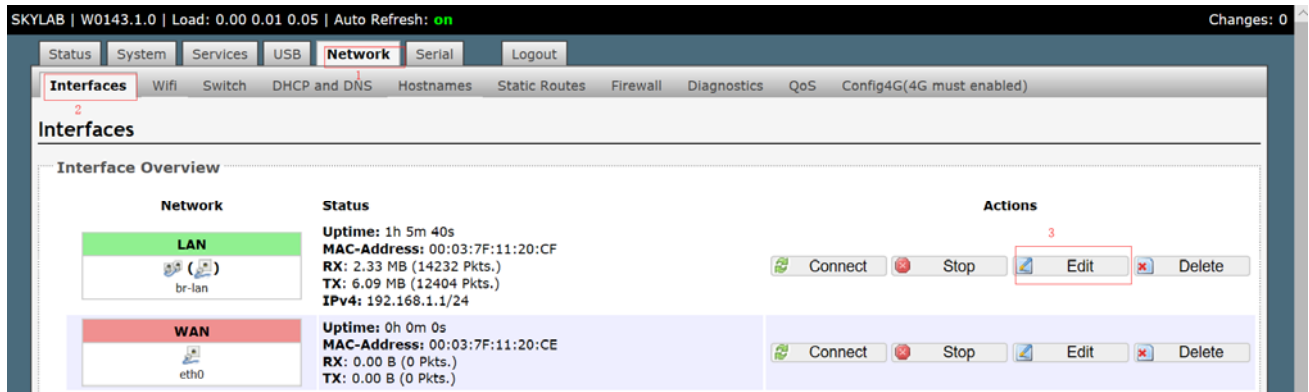 SKYLAB | W0143.1.0 | Load: 0.00 0.01 0.05 | Auto Refresh: on Changes: 0
Status System Services USB Network Serial Logout
1
Interfaces Wifi Switch DHCP and DNS Hostnames Static Routes Firewall Diagnostics QoS Config4G(4G must enabled)
2
Interfaces
Interface Overview
Network Status Actions
LAN
( )
br-lan
Uptime: 1h 5m 40s
MAC-Address: 00:03:7F:11:20:CF
RX: 2.33 MB (14232 Pkts.)
TX: 6.09 MB (12404 Pkts.)
IPv4: 192.168.1.1/24
3
Connect Stop Edit Delete
WAN
eth0
Uptime: 0h 0m 0s
MAC-Address: 00:03:7F:11:20:CE
RX: 0.00 B (0 Pkts.)
TX: 0.00 B (0 Pkts.)
Connect Stop Edit Delete